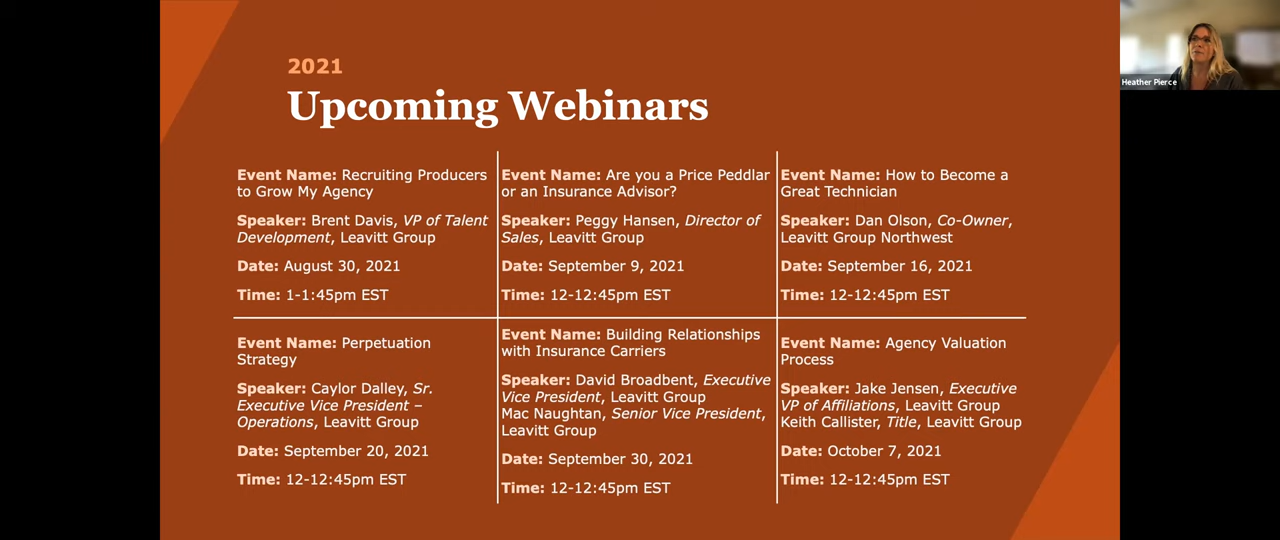 2021
Upcoming Webinars
Event Name: Recruiting Producers
to Grow My Agency
Speaker: Brent Davis, VP of Talent
Development, Leavitt Group
Date: August 30, 2021
Time: 1-1:45pm EST
Event Name: Are you a Price Peddlar
or an Insurance Advisor?
Speaker: Peggy Hansen, Director of
Sales, Leavitt Group
Date: September 9, 2021
Time: 12-12:45pm EST
Event Name: How to Become a
Great Technician
Speaker: Dan Olson, Co-Owner,
Leavitt Group Northwest
Date: September 16, 2021
Time: 12-12:45pm EST
Event Name: Perpetuation
Strategy
Speaker: Caylor Dalley, Sr.
Executive Vice President –
Operations, Leavitt Group
Date: September 20, 2021
Time: 12-12:45pm EST
Event Name: Building Relationships
with Insurance Carriers
Speaker: David Broadbent, Executive
Vice President, Leavitt Group
Mac Naughtan, Senior Vice President,
Leavitt Group
Date: September 30, 2021
Time: 12-12:45pm EST
Event Name: Agency Valuation
Process
Speaker: Jake Jensen, Executive
VP of Affiliations, Leavitt Group
Keith Callister, Title, Leavitt Group
Date: October 7, 2021
Time: 12-12:45pm EST
Heather Pierce